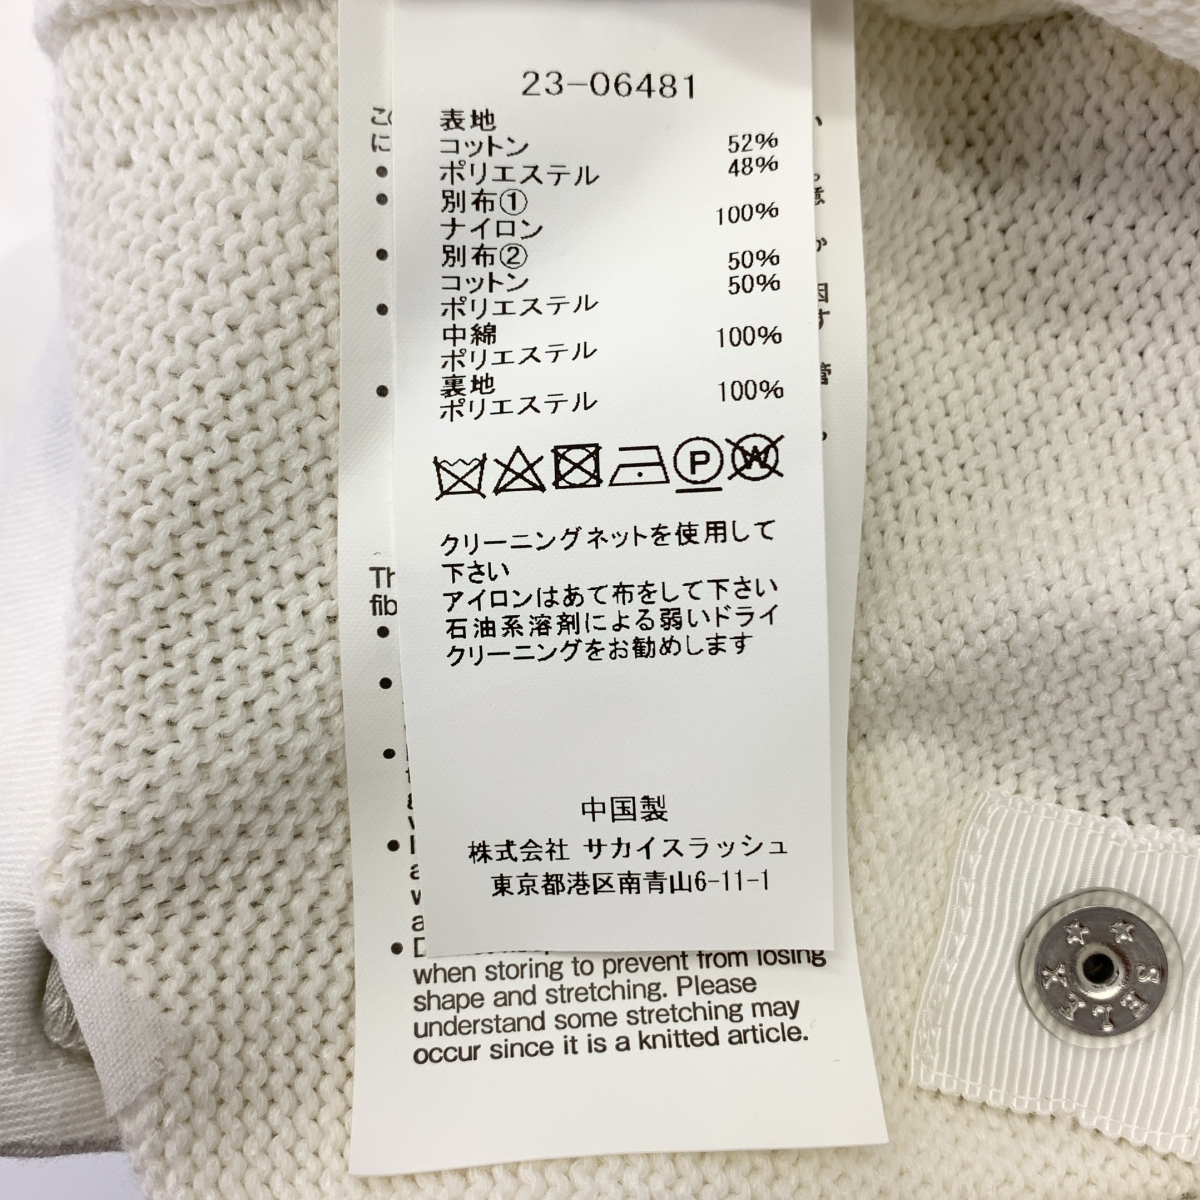 23-06481
表地
コットン 52%
ポリエステル 48%
別布①
ナイロン 100%
別布②
コットン 50%
ポリエステル 50%
中綿
ポリエステル 100%
裏地
ポリエステル 100%
P W
クリーニングネットを使用して
下さい
アイロンはあて布をして下さい
石油系溶剤による弱いドライ
クリーニングをお勧めします
中国製
株式会社 サカイスラッシュ
東京都港区南青山6-11-1
when storing to prevent from losing
shape and stretching. Please
understand some stretching may
occur since it is a knitted article.